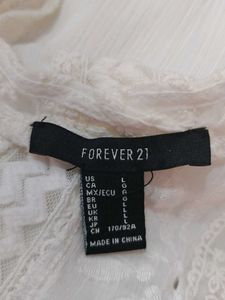 FOREVER 21
US L
CA G
MX/ECU G
BR G
EU L
UK L
KR L
JP L
CN 170/92A
MADE IN CHINA